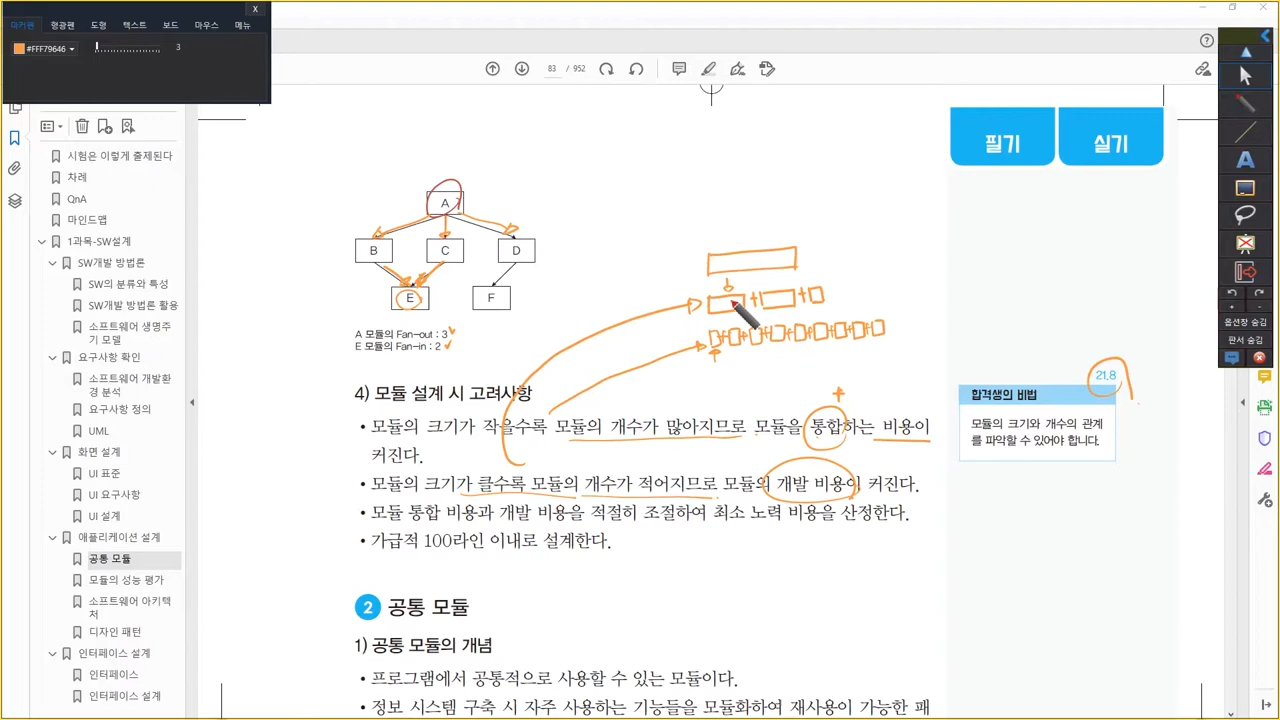 X
마키펜 형광펜 도형 텍스트 보드 마우스 메뉴
#FFF79646 3
83 / 952
시험은 이렇게 출제된다
차례
QnA
마인드맵
1과목-SW설계
SW개발 방법론
SW의 분류와 특성
SW개발 방법론 활용
소프트웨어 생명주
기 모델
요구사항 확인
소프트웨어 개발환
경 분석
요구사항 정의
UML
화면 설계
UI 표준
UI 요구사항
UI 설계
애플리케이션 설계
공통 모듈
모듈의 성능 평가
소프트웨어 아키텍
처
디자인 패턴
인터페이스 설계
인터페이스
인터페이스 설계
필기 실기
A
B C D
E F
A 모듈의 Fan-out : 3
E 모듈의 Fan-in : 2
4) 모듈 설계 시 고려사항
• 모듈의 크기가 작을수록 모듈의 개수가 많아지므로 모듈을 통합하는 비용이
커진다.
• 모듈의 크기가 클수록 모듈의 개수가 적어지므로 모듈의 개발 비용이 커진다.
• 모듈 통합 비용과 개발 비용을 적절히 조절하여 최소 노력 비용을 산정한다.
• 가급적 100라인 이내로 설계한다.
2 공통 모듈
1) 공통 모듈의 개념
• 프로그램에서 공통적으로 사용할 수 있는 모듈이다.
• 정보 시스템 구축 시 자주 사용하는 기능들을 모듈화하여 재사용이 가능한 패
21.8
합격생의 비법
모듈의 크기와 개수의 관계
를 파악할 수 있어야 합니다.
A
옵션창 숨김
판서 숨김